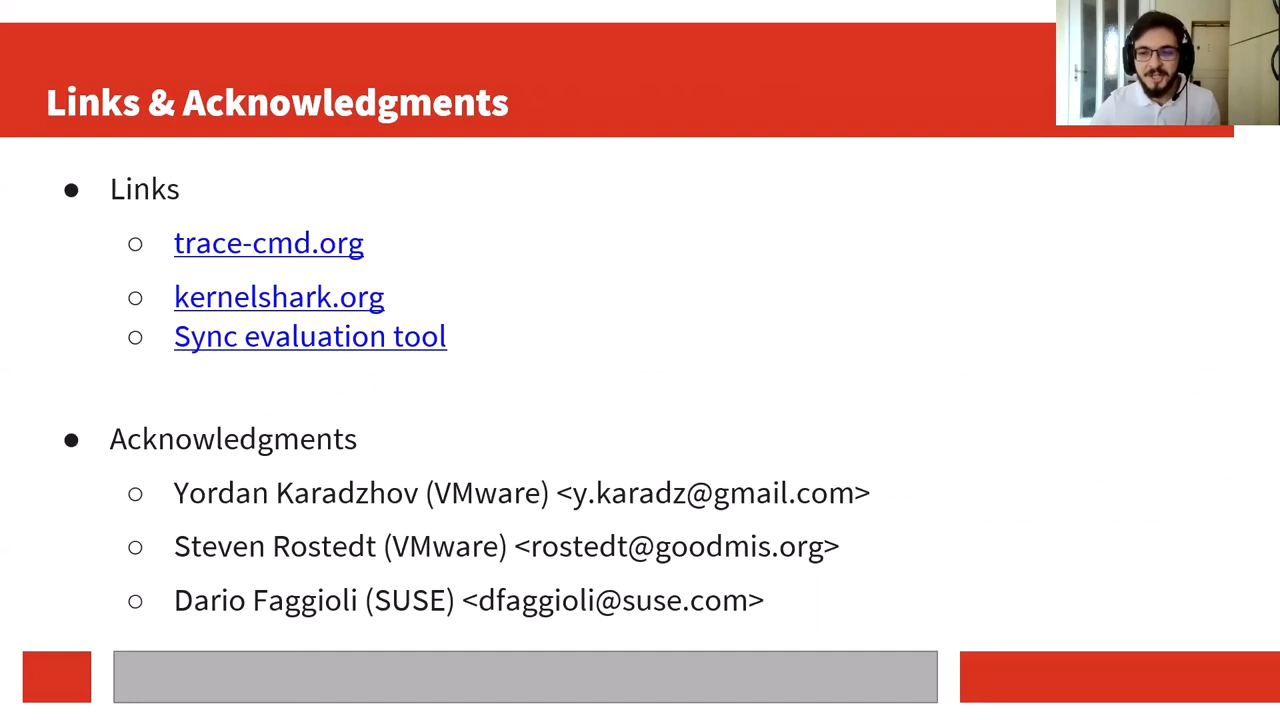 Links & Acknowledgments
● Links
○ trace-cmd.org
○ kernelshark.org
○ Sync evaluation tool
● Acknowledgments
○ Yordan Karadzhov (VMware) <y.karadz@gmail.com>
○ Steven Rostedt (VMware) <rostedt@goodmis.org>
○ Dario Faggioli (SUSE) <dfaggioli@suse.com>